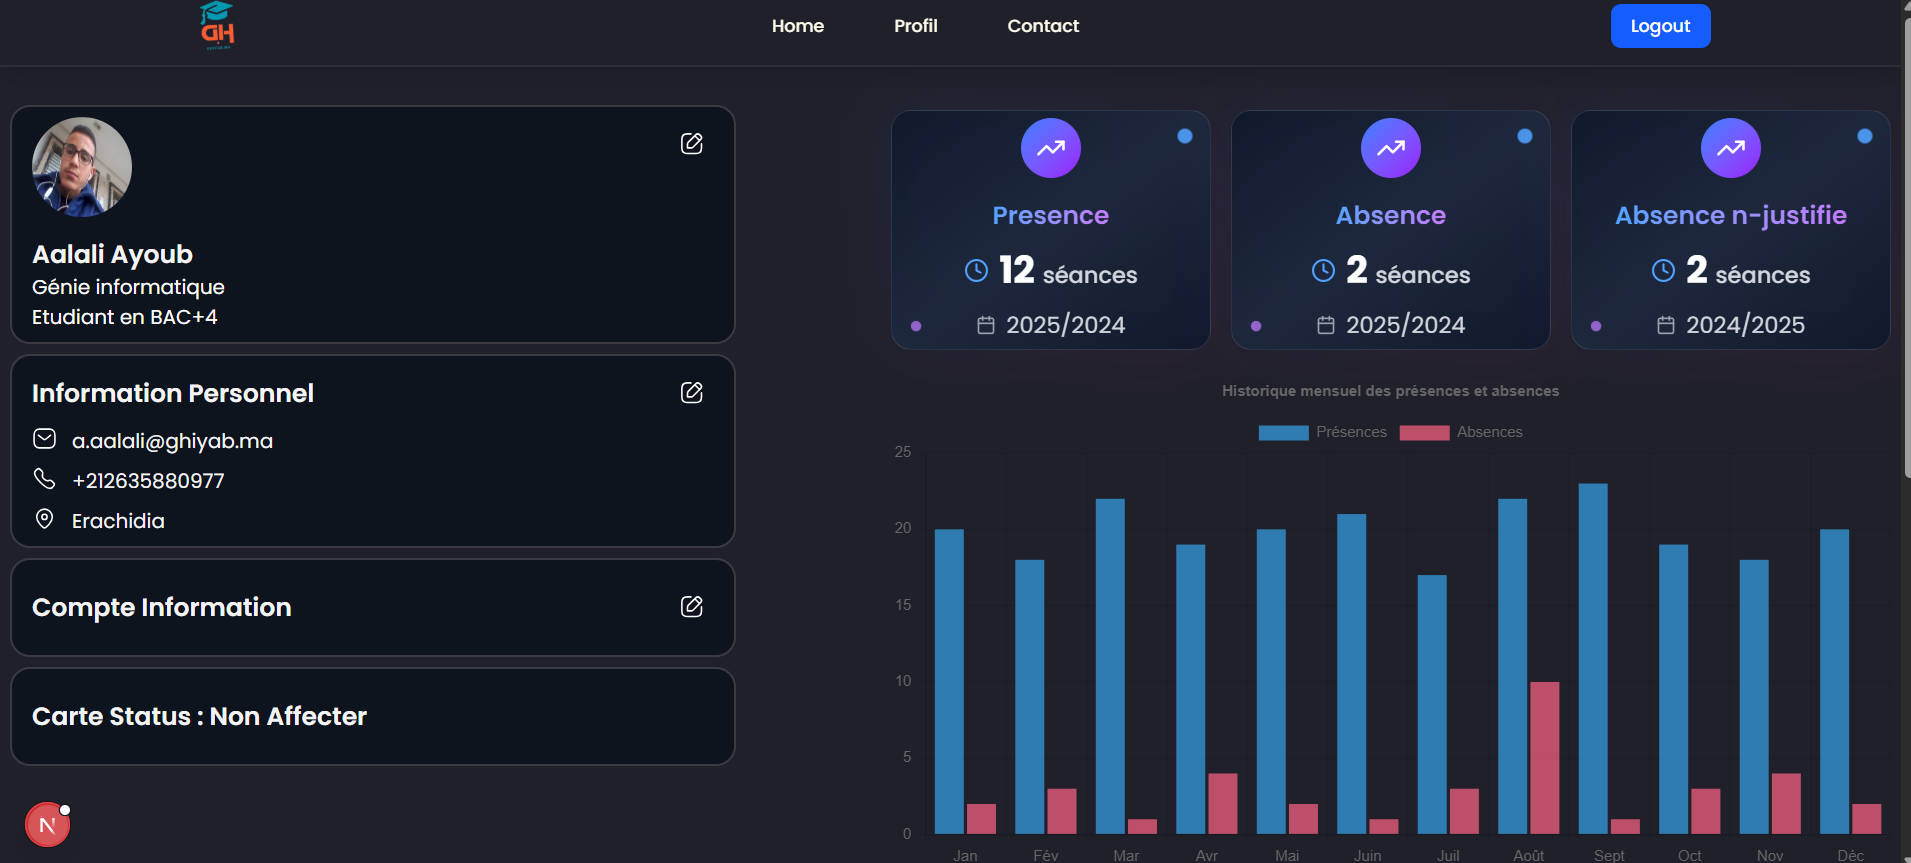 GH
Home
Profil
Contact
Logout
Aalali Ayoub
Génie informatique
Etudiant en BAC+4
Information Personnel
a.aalali@ghiyab.ma
+212635880977
Erachidia
Compte Information
Carte Status : Non Affecter
N
Presence
12 séances
2025/2024
Absence
2 séances
2025/2024
Absence n-justifie
2 séances
2024/2025
Historique mensuel des présences et absences
Présences
Absences
25
20
15
10
5
0
Jan
Fév
Mar
Avr
Mai
Juin
Juil
Août
Sept
Oct
Nov
Déc